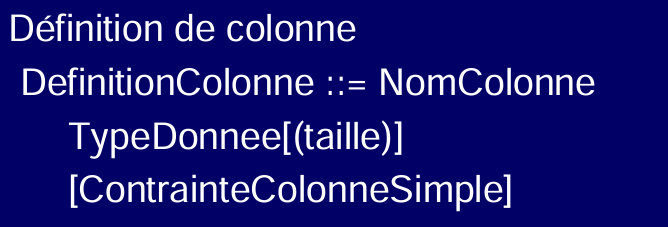 Définition de colonne
DefinitionColonne ::= NomColonne
TypeDonnee[(taille)]
[ContrainteColonneSimple]